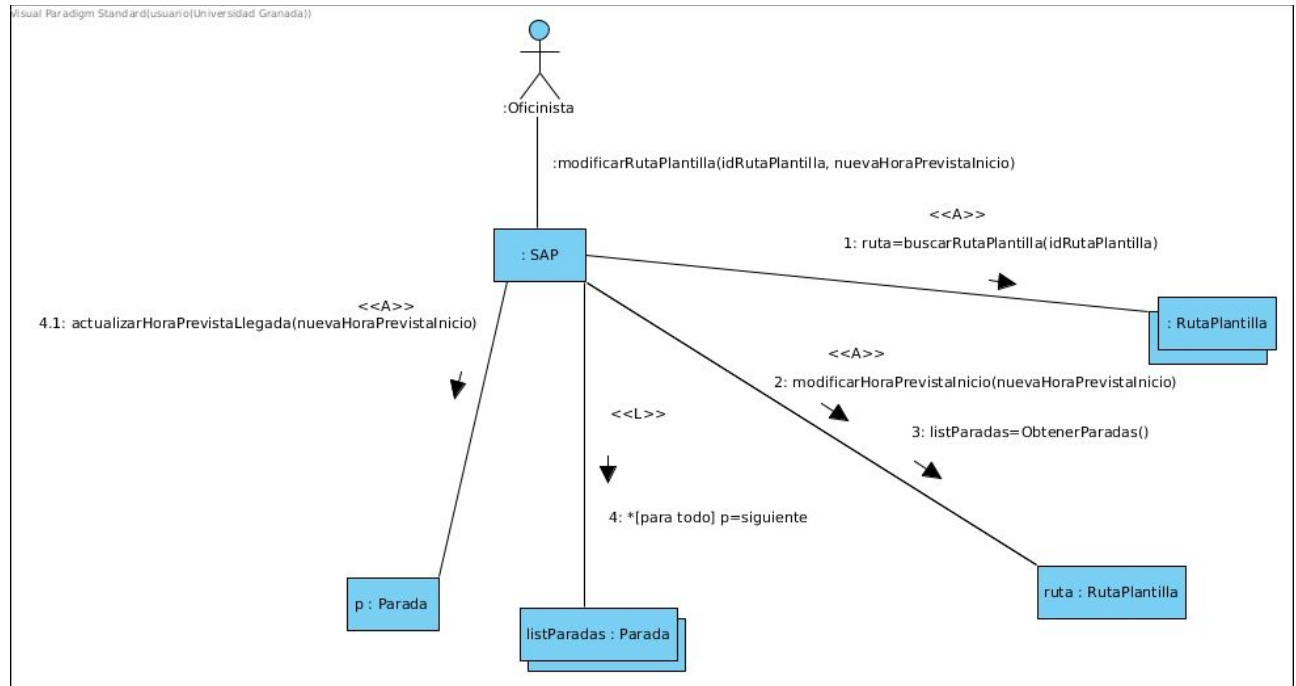 Visual Paradigm Standard(usuario(Universidad Granada))
:Oficinista
:modificarRutaPlantilla(idRutaPlantilla, nuevaHoraPrevistaInicio)
<<A>>
1: ruta=buscarRutaPlantilla(idRutaPlantilla)
: SAP
: RutaPlantilla
<<A>>
4.1: actualizarHoraPrevistaLlegada(nuevaHoraPrevistaInicio)
<<A>>
2: modificarHoraPrevistaInicio(nuevaHoraPrevistaInicio)
<<L>>
3: listParadas=ObtenerParadas()
4: *[para todo] p=siguiente
p : Parada
listParadas : Parada
ruta : RutaPlantilla